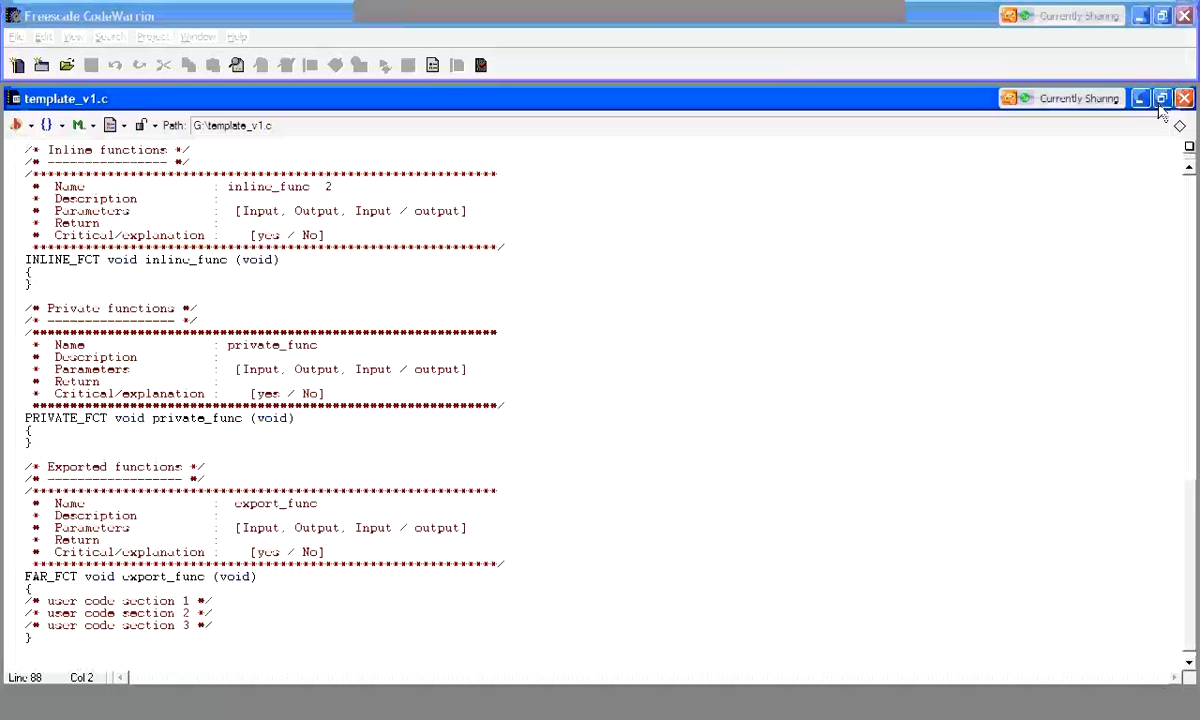 Freescale CodeWarrior
Currently Sharing
File Edit View Search Project Window Help
template_v1.c
Currently Sharing
Path: G:\template_v1.c
/* Inline functions */
/* ---------------- */
/***************************************************************
* Name : inline_func 2
* Description :
* Parameters : [Input, Output, Input / output]
* Return :
* Critical/explanation : [yes / No]
***************************************************************/
INLINE_FCT void inline_func (void)
{
}
/* Private functions */
/* ----------------- */
/***************************************************************
* Name : private_func
* Description :
* Parameters : [Input, Output, Input / output]
* Return :
* Critical/explanation : [yes / No]
***************************************************************/
PRIVATE_FCT void private_func (void)
{
}
/* Exported functions */
/* ------------------ */
/***************************************************************
* Name : export_func
* Description :
* Parameters : [Input, Output, Input / output]
* Return :
* Critical/explanation : [yes / No]
***************************************************************/
FAR_FCT void export_func (void)
{
/* user code section 1 */
/* user code section 2 */
/* user code section 3 */
}
Line 88 Col 2